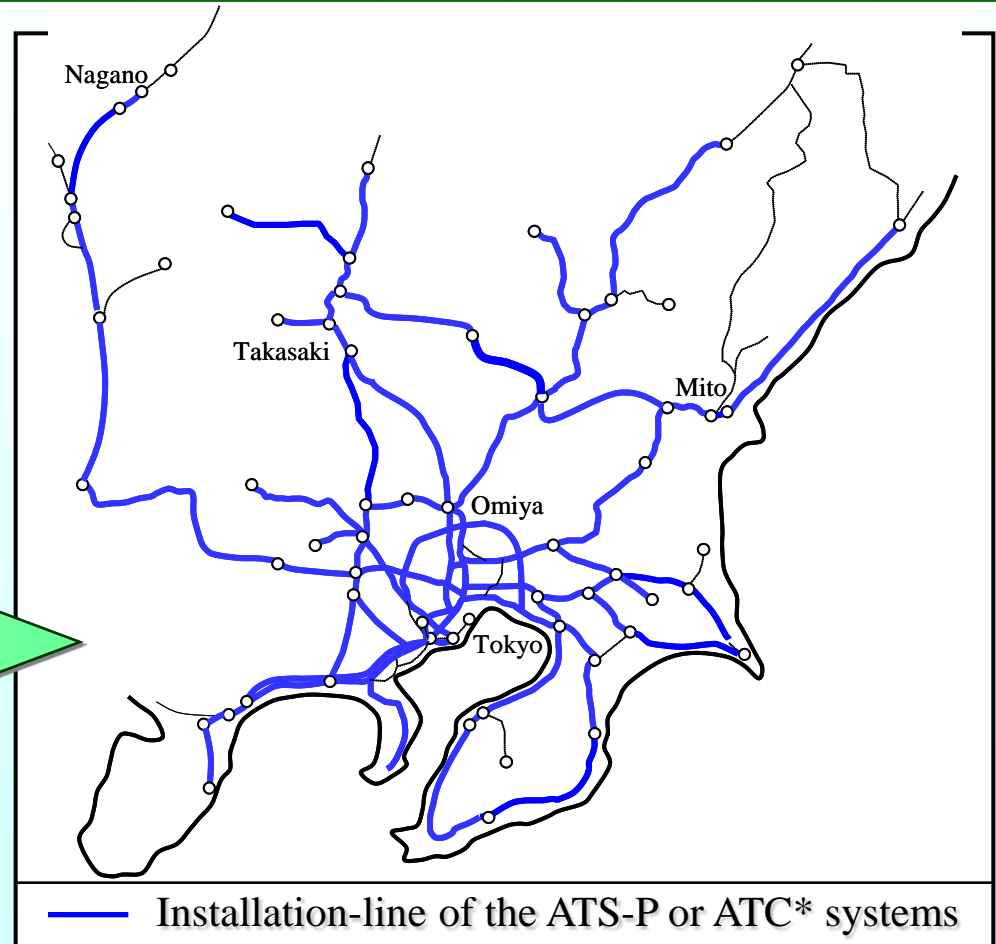 Nagano
Takasaki
Mito
Omiya
Tokyo
Installation-line of the ATS-P or ATC* systems